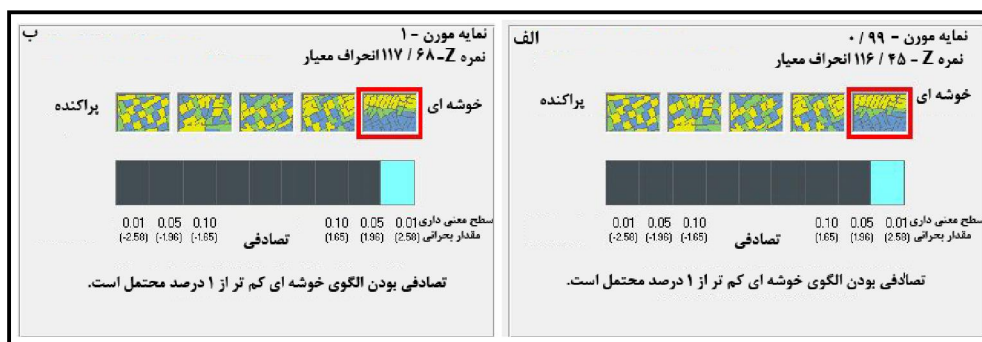 الف
نمایه مورن - ۰ / ۹۹
نمره Z - ۱۱۶ / ۴۵ انحراف معیار
خوشه ای
پراکنده
0.01 0.05 0.10 0.10 0.05 0.01 سطح معنی داری
(-2.58) (-1.96) (-1.65) تصادفی (1.65) (1.96) (2.58) مقدار بحرانی
تصادفی بودن الگوی خوشه ای کم تر از ۱ درصد محتمل است.
ب
نمایه مورن - ۱
نمره Z- ۱۱۷ / ۶۸ انحراف معیار
خوشه ای
پراکنده
0.01 0.05 0.10 0.10 0.05 0.01 سطح معنی داری
(-2.58) (-1.96) (-1.65) تصادفی (1.65) (1.96) (2.58) مقدار بحرانی
تصادفی بودن الگوی خوشه ای کم تر از ۱ درصد محتمل است.